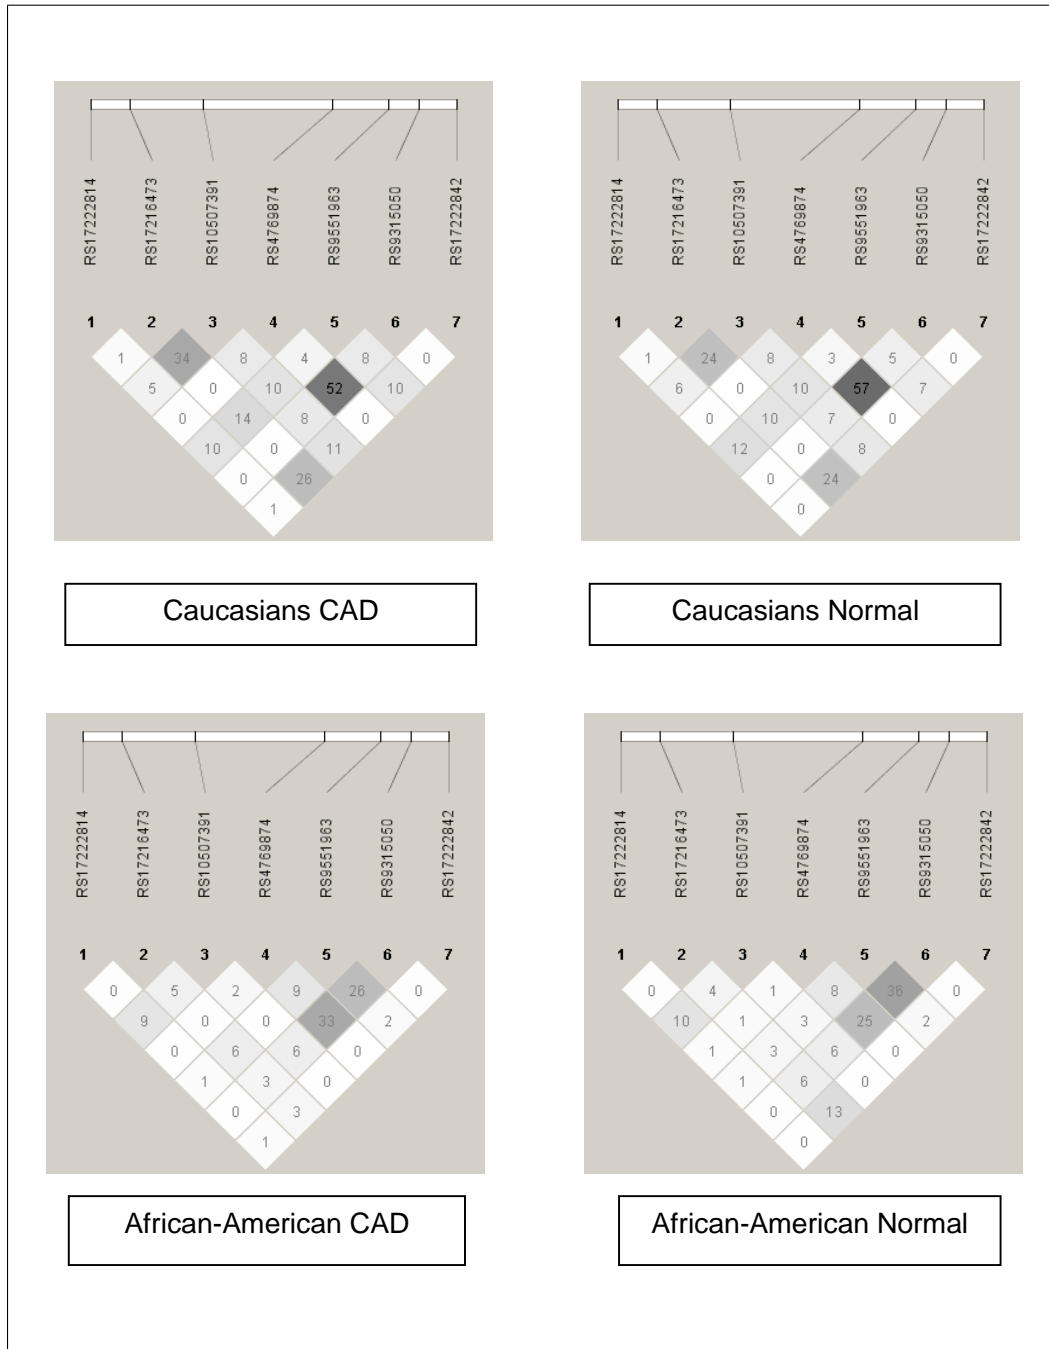 RS17222814
RS17216473
RS10507391
RS4769874
RS9551963
RS9315050
RS17222842
1 2 3 4 5 6 7
1 34 8 4 8 0
5 0 10 52 10
0 14 8 0
10 0 11
0 26
1
Caucasians CAD
RS17222814
RS17216473
RS10507391
RS4769874
RS9551963
RS9315050
RS17222842
1 2 3 4 5 6 7
1 24 8 3 5 0
6 0 10 57 7
0 10 7 0
12 0 8
0 24
0
Caucasians Normal
RS17222814
RS17216473
RS10507391
RS4769874
RS9551963
RS9315050
RS17222842
1 2 3 4 5 6 7
0 5 2 9 26 0
9 0 0 33 2
0 6 6 0
1 3 0
0 3
1
African-American CAD
RS17222814
RS17216473
RS10507391
RS4769874
RS9551963
RS9315050
RS17222842
1 2 3 4 5 6 7
0 4 1 8 36 0
10 1 3 25 2
1 3 6 0
1 6 0
0 13
0
African-American Normal